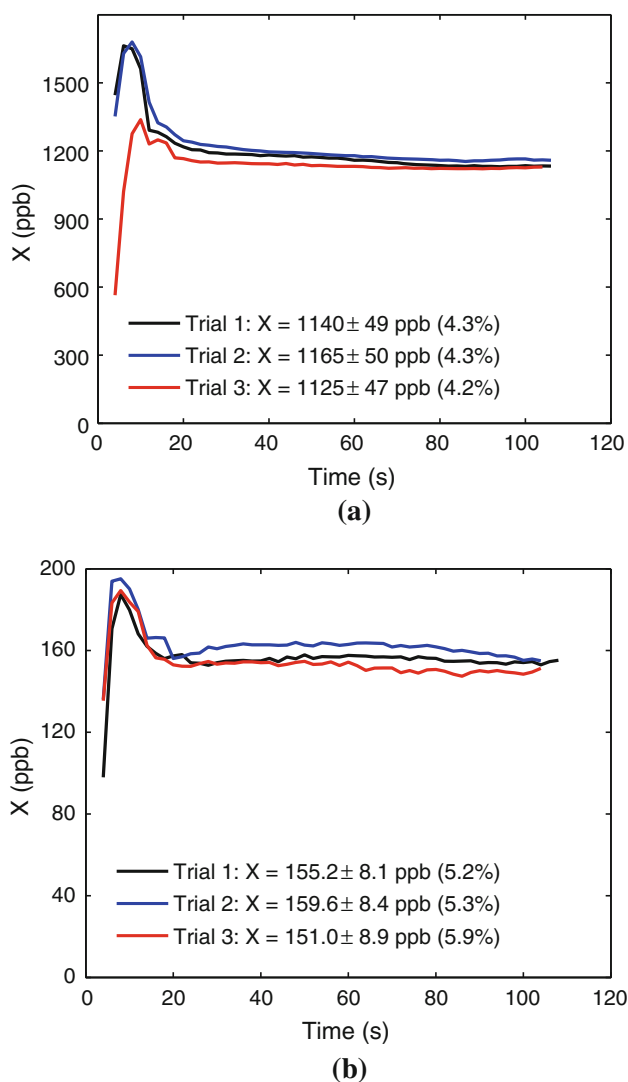 1500
1200
900
600
300
0
X (ppb)
Trial 1: X = 1140± 49 ppb (4.3%)
Trial 2: X = 1165± 50 ppb (4.3%)
Trial 3: X = 1125± 47 ppb (4.2%)
0 20 40 60 80 100 120
Time (s)
(a)
200
160
120
80
40
0
X (ppb)
Trial 1: X = 155.2± 8.1 ppb (5.2%)
Trial 2: X = 159.6± 8.4 ppb (5.3%)
Trial 3: X = 151.0± 8.9 ppb (5.9%)
0 20 40 60 80 100 120
Time (s)
(b)